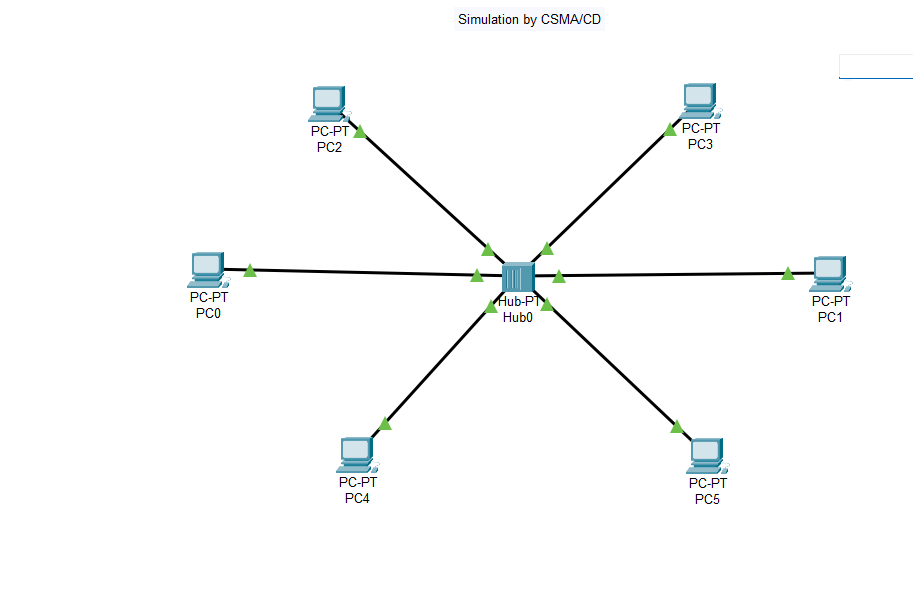 Simulation by CSMA/CD
PC-PT
PC2
PC-PT
PC3
PC-PT
PC0
Hub-PT
Hub0
PC-PT
PC1
PC-PT
PC4
PC-PT
PC5